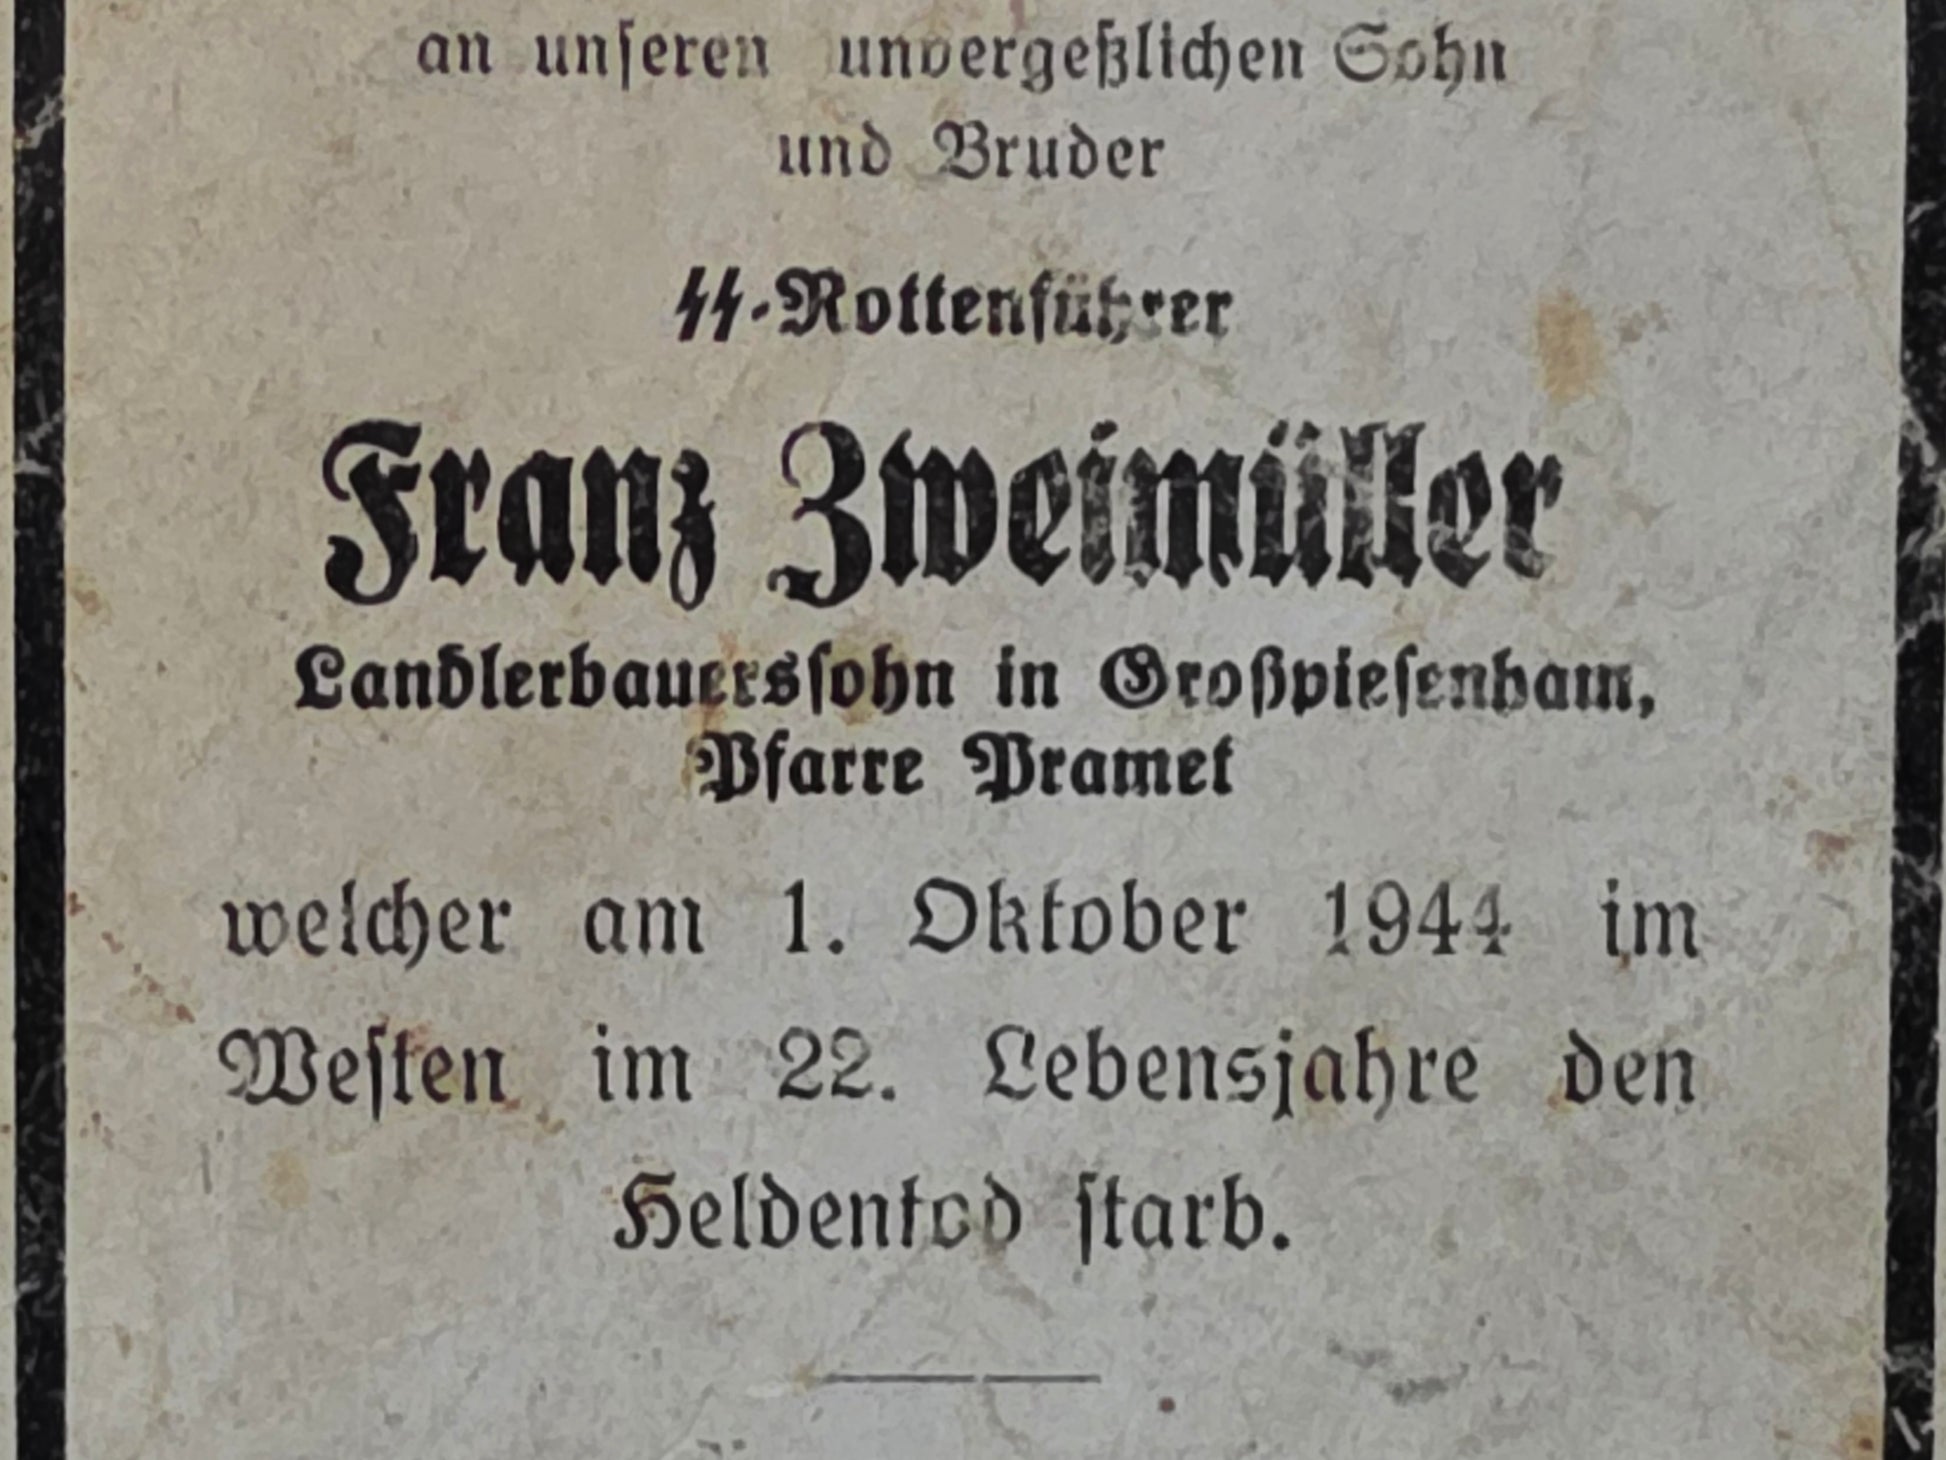 an unseren unvergeßlichen Sohn
und Bruder
SS-Rottenführer
Franz Zweimüller
Landlerbauerssohn in Großpiesenham,
Pfarre Pramet
welcher am 1. Oktober 1944 im
Westen im 22. Lebensjahre den
Heldentod starb.